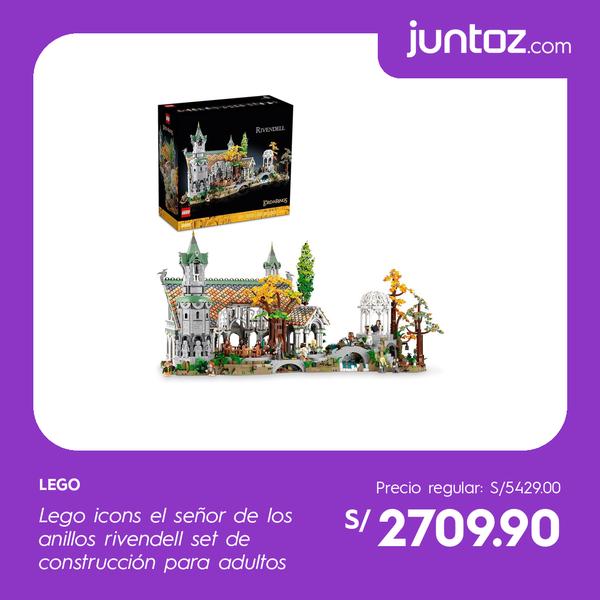 juntoz.com
RIVENDELL
LEGO
Precio regular: S/5429.00
Lego icons el señor de los
anillos rivendell set de
construcción para adultos
S/ 2709.90